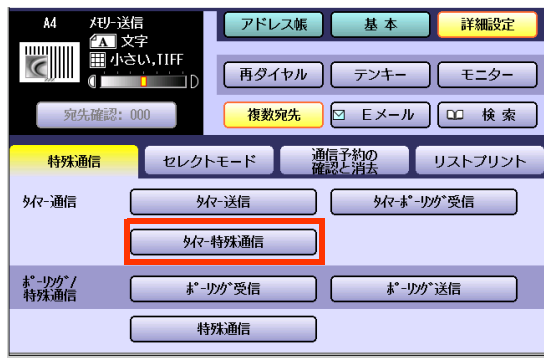 A4 ﾒﾓﾘｰ送信
A 文字
小さい,TIFF
D
宛先確認: 000
アドレス帳 基本 詳細設定
再ダイヤル テンキー モニター
複数宛先 Eメール 検索
特殊通信 セレクトモード 通信予約の確認と消去 リストプリント
ﾀｲﾏｰ通信 ﾀｲﾏｰ送信 ﾀｲﾏｰﾎﾟｰﾘﾝｸﾞ受信
ﾀｲﾏｰ特殊通信
ﾎﾟｰﾘﾝｸﾞ/
特殊通信 ﾎﾟｰﾘﾝｸﾞ受信 ﾎﾟｰﾘﾝｸﾞ送信
特殊通信